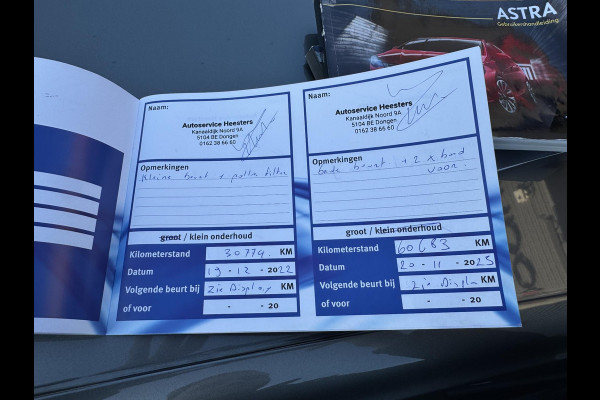 ASTRA
Gebruikershandleiding
Naam:
Autoservice Heesters
Kanaaldijk Noord 9A
5104 BE Dongen
0162 38 66 60
Opmerkingen
Kleine beurt + pollen filter
groot / klein onderhoud
Kilometerstand 30779. KM
Datum 19 - 12 - 2022
Volgende beurt bij Zie Display KM
of voor - - 20
Naam:
Autoservice Heesters
Kanaaldijk Noord 9A
5104 BE Dongen
0162 38 66 60
Opmerkingen
beurt + 2 x band
voor.
groot / klein onderhoud
Kilometerstand 60683 KM
Datum 20 - 11 - 2025
Volgende beurt bij Zie Display KM
of voor - - 20